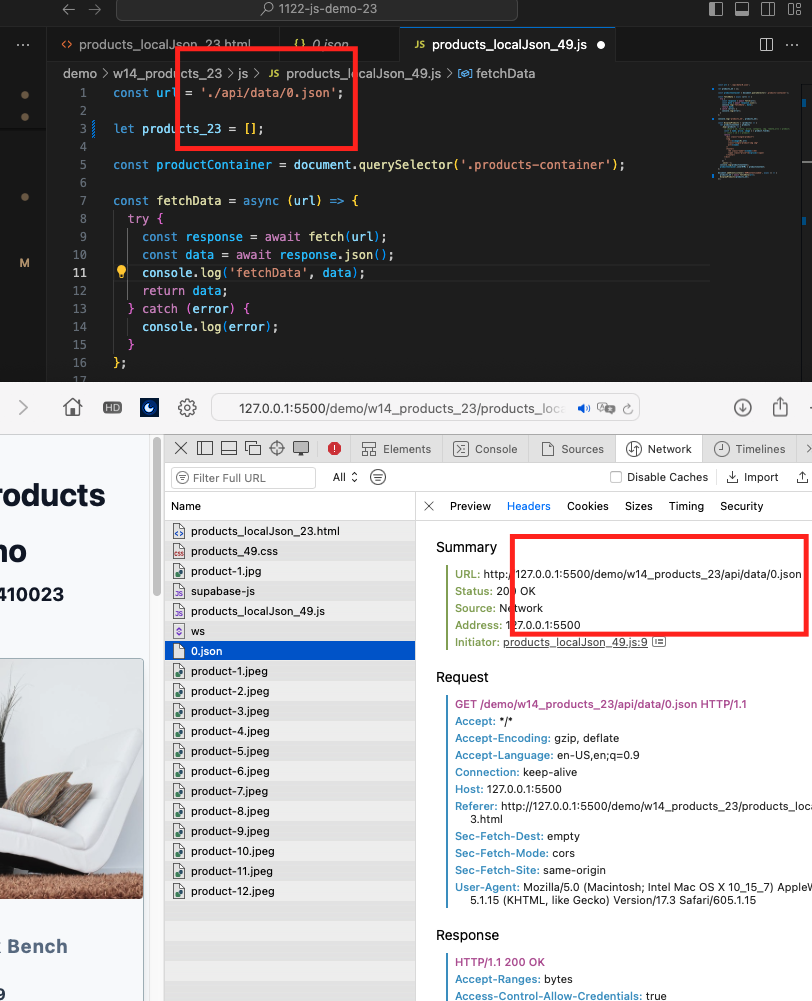 1122-js-demo-23
products_localJson_23.html
{} 0.json
JS products_localJson_49.js
demo > w14_products_23 > js > JS products_localJson_49.js > fetchData
1 const url = './api/data/0.json';
2
3 let products_23 = [];
4
5 const productContainer = document.querySelector('.products-container');
6
7 const fetchData = async (url) => {
8 try {
9 const response = await fetch(url);
10 const data = await response.json();
11 console.log('fetchData', data);
12 return data;
13 } catch (error) {
14 console.log(error);
15 }
16 };
17
M
HD
127.0.0.1:5500/demo/w14_products_23/products_loca
Elements
Console
Sources
Network
Timelines
Filter Full URL
All
Disable Caches
Import
Name
Preview
Headers
Cookies
Sizes
Timing
Security
products_localJson_23.html
products_49.css
product-1.jpg
supabase-js
products_localJson_49.js
ws
0.json
product-1.jpeg
product-2.jpeg
product-3.jpeg
product-4.jpeg
product-5.jpeg
product-6.jpeg
product-7.jpeg
product-8.jpeg
product-9.jpeg
product-10.jpeg
product-11.jpeg
product-12.jpeg
Summary
URL: http://127.0.0.1:5500/demo/w14_products_23/api/data/0.json
Status: 200 OK
Source: Network
Address: 127.0.0.1:5500
Initiator: products_localJson_49.js:9
Request
GET /demo/w14_products_23/api/data/0.json HTTP/1.1
Accept: */*
Accept-Encoding: gzip, deflate
Accept-Language: en-US,en;q=0.9
Connection: keep-alive
Host: 127.0.0.1:5500
Referer: http://127.0.0.1:5500/demo/w14_products_23/products_loca
3.html
Sec-Fetch-Dest: empty
Sec-Fetch-Mode: cors
Sec-Fetch-Site: same-origin
User-Agent: Mozilla/5.0 (Macintosh; Intel Mac OS X 10_15_7) AppleW
5.1.15 (KHTML, like Gecko) Version/17.3 Safari/605.1.15
Response
HTTP/1.1 200 OK
Accept-Ranges: bytes
Access-Control-Allow-Credentials: true
roducts
no
410023
Bench
9